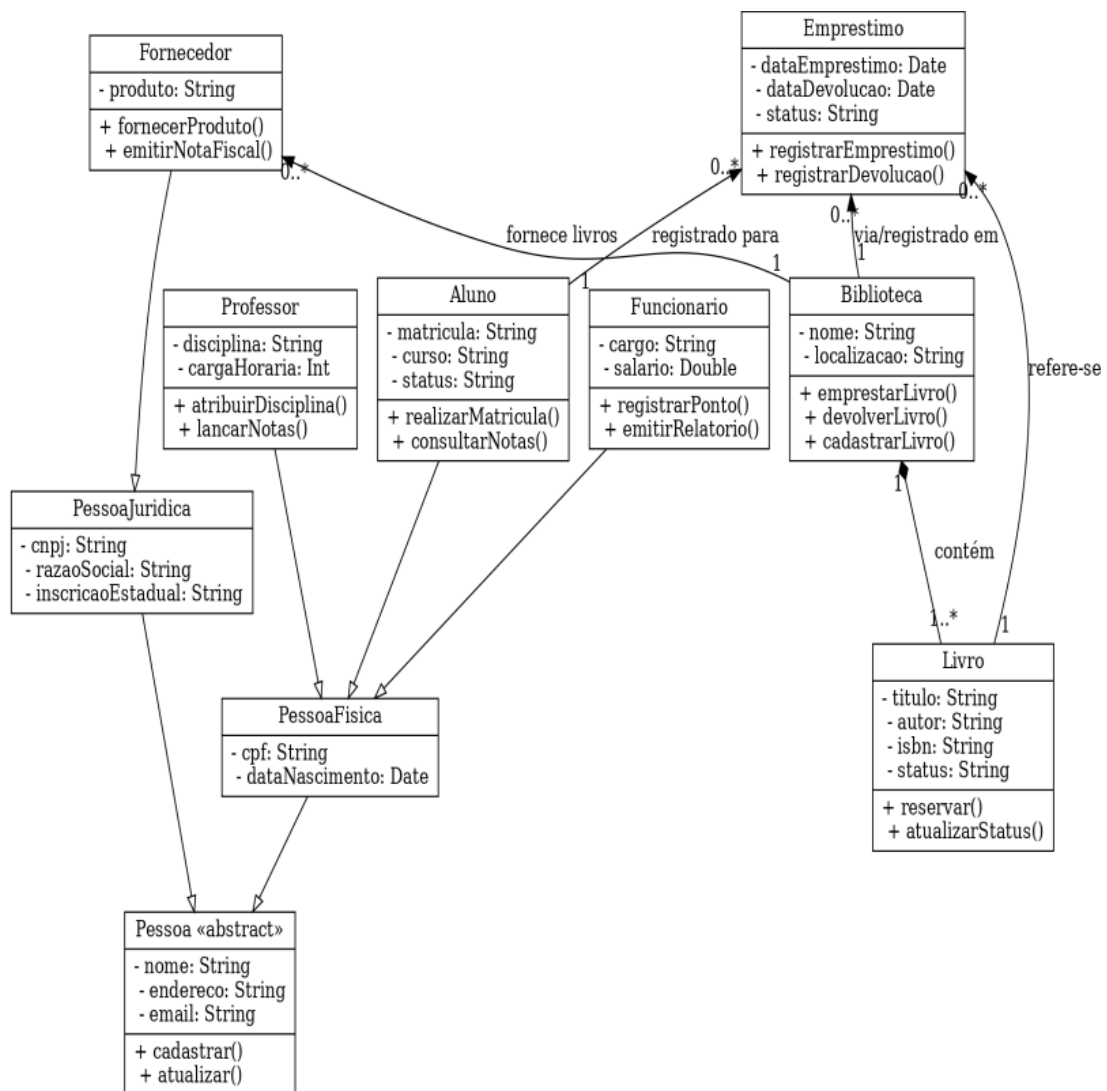 Fornecedor
- produto: String
+ fornecerProduto()
+ emitirNotaFiscal()
Emprestimo
- dataEmprestimo: Date
- dataDevolucao: Date
- status: String
+ registrarEmprestimo()
+ registrarDevolucao()
0..*
0..*
0..*
0..*
fornece livros
registrado para
via/registrado em
1
1
1
Professor
- disciplina: String
- cargaHoraria: Int
+ atribuirDisciplina()
+ lancarNotas()
Aluno
- matricula: String
- curso: String
- status: String
+ realizarMatricula()
+ consultarNotas()
Funcionario
- cargo: String
- salario: Double
+ registrarPonto()
+ emitirRelatorio()
Biblioteca
- nome: String
- localizacao: String
+ emprestarLivro()
+ devolverLivro()
+ cadastrarLivro()
refere-se
1
contém
1..*
1
PessoaJuridica
- cnpj: String
- razaoSocial: String
- inscricaoEstadual: String
Livro
- titulo: String
- autor: String
- isbn: String
- status: String
+ reservar()
+ atualizarStatus()
PessoaFisica
- cpf: String
- dataNascimento: Date
Pessoa «abstract»
- nome: String
- endereco: String
- email: String
+ cadastrar()
+ atualizar()